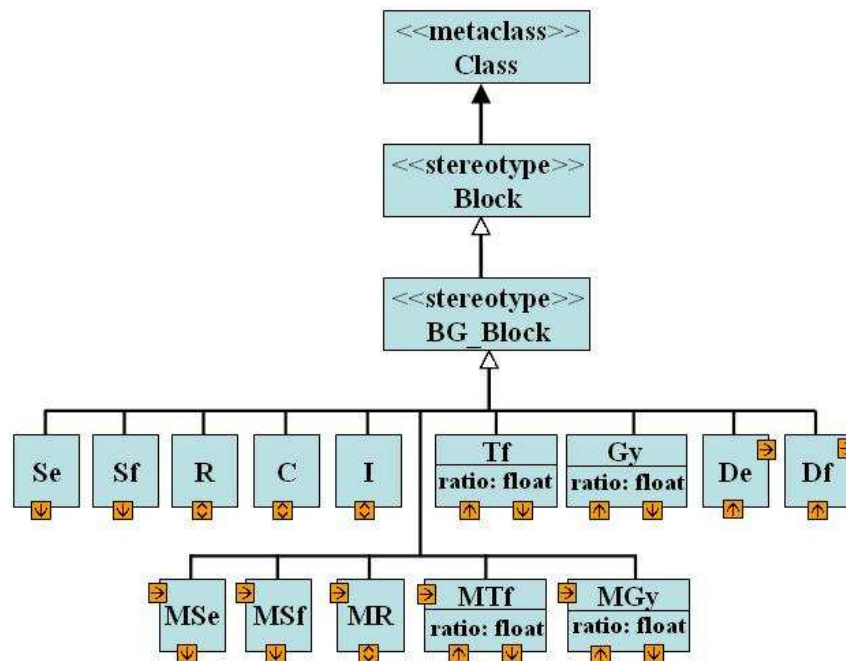 <<metaclass>>
Class
<<stereotype>>
Block
<<stereotype>>
BG_Block
Se
Sf
R
C
I
Tf
ratio: float
Gy
ratio: float
De
Df
MSe
MSf
MR
MTf
ratio: float
MGy
ratio: float